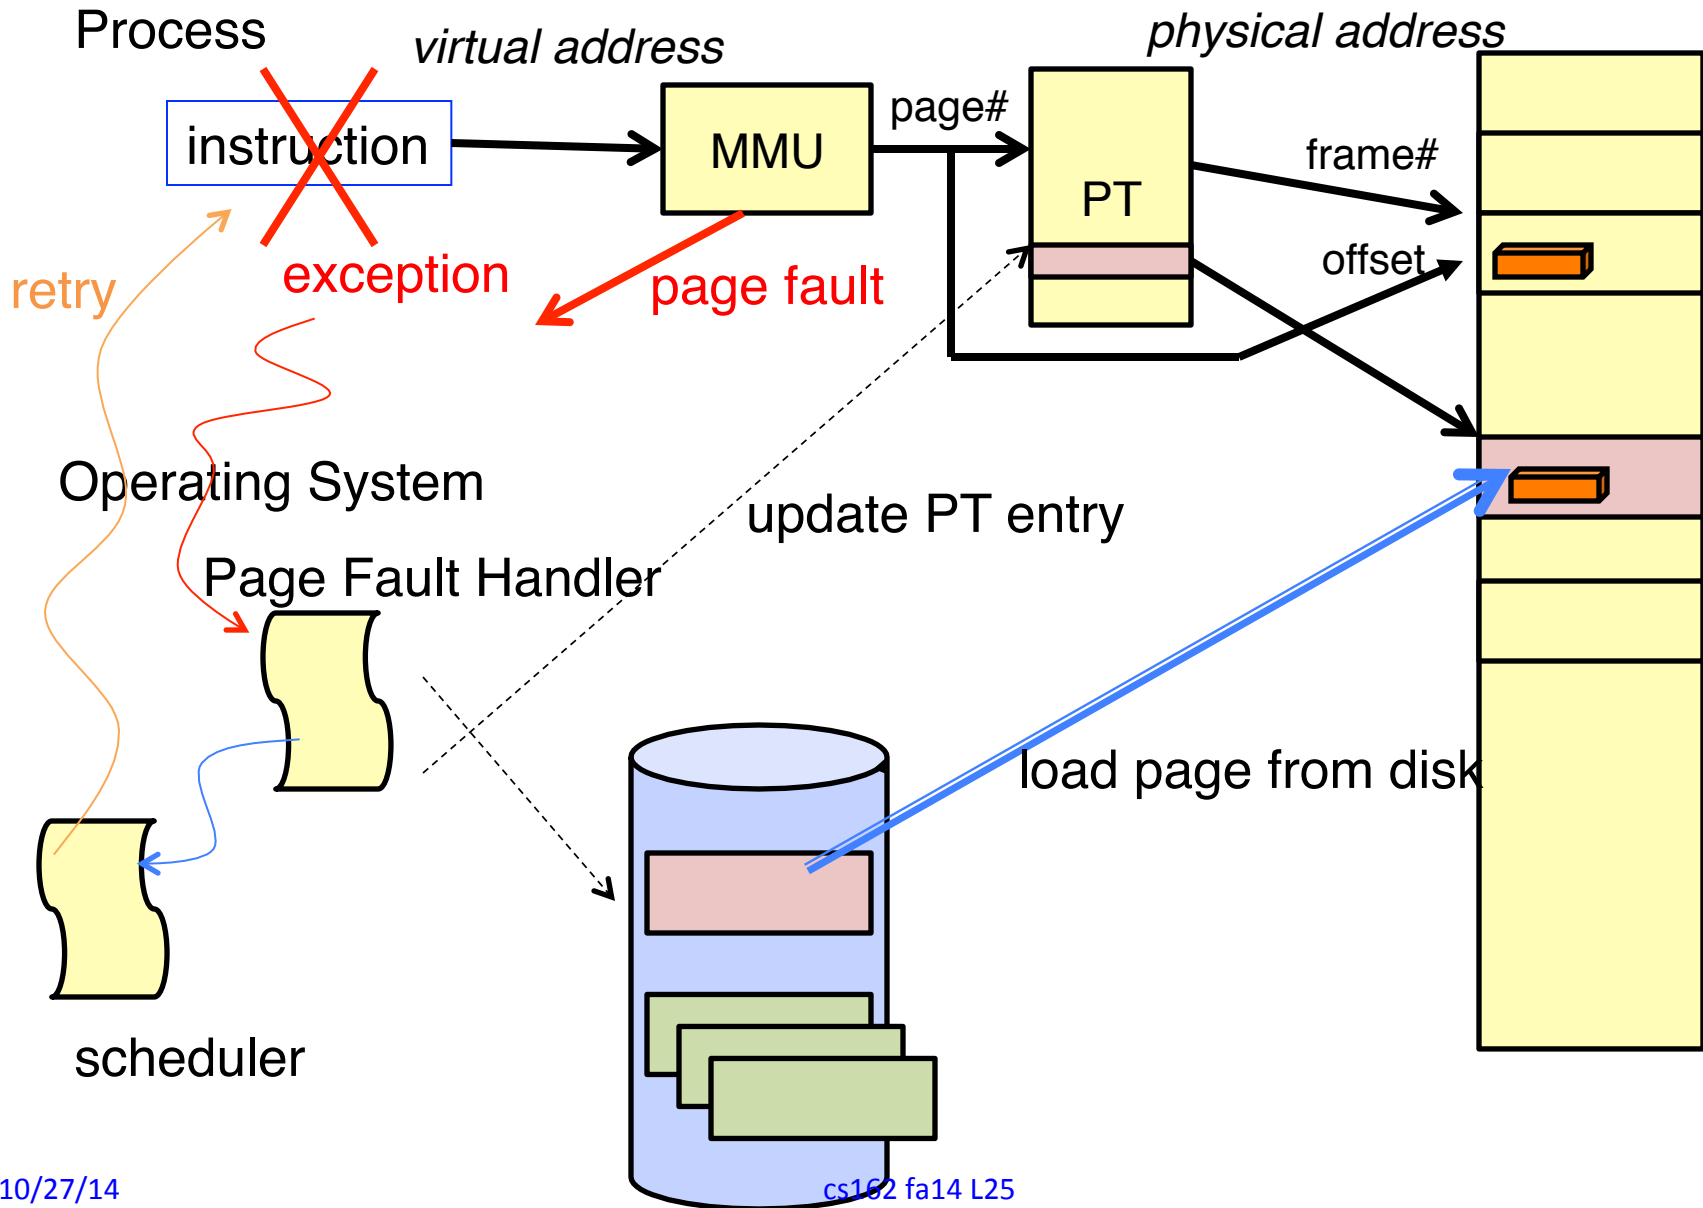 Process
virtual address
physical address
instruction
MMU
page#
PT
frame#
offset
retry
exception
page fault
Operating System
update PT entry
Page Fault Handler
load page from disk
scheduler
10/27/14
cs162 fa14 L25